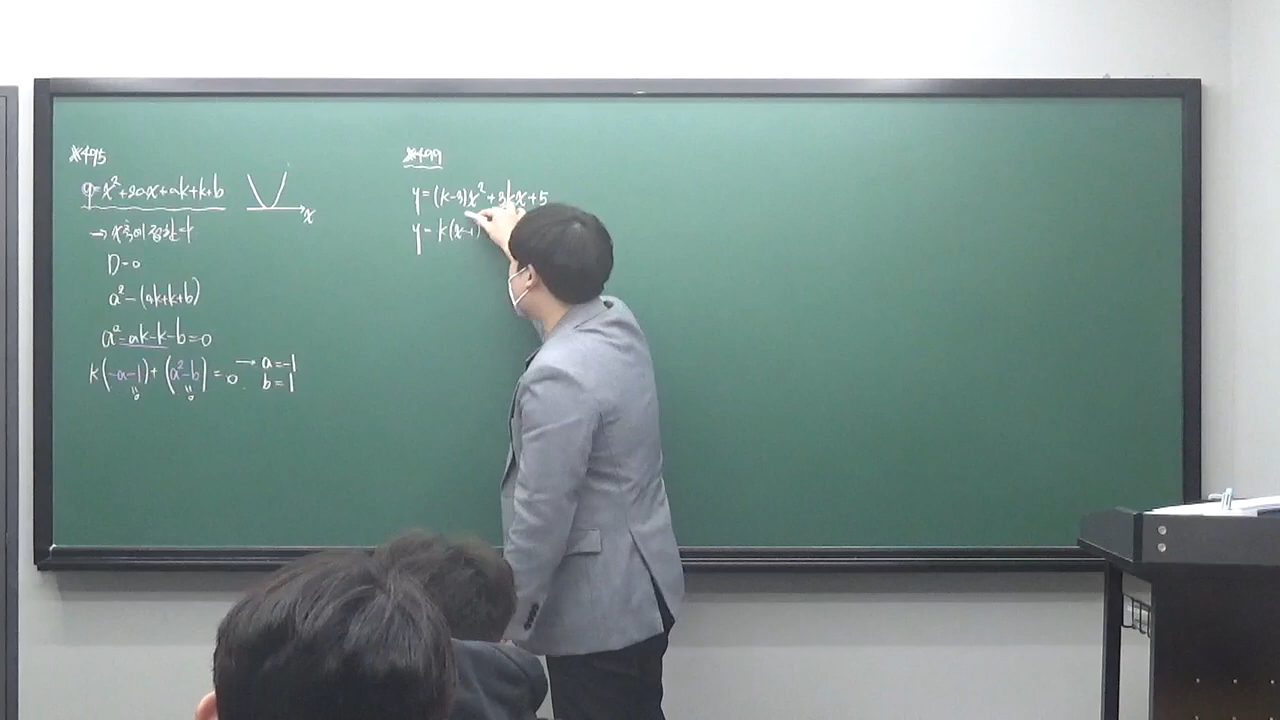 ※495
y=x²+2ax+ak+k+b
x
→ x축에 접한다
D=0
a²-(ak+k+b)
a²-ak-k-b=0
k(-a-1)+(a²-b)=0 → a=-1
b=1
※499
y=(k-3)x²+3kx+5
y=k(x-1)